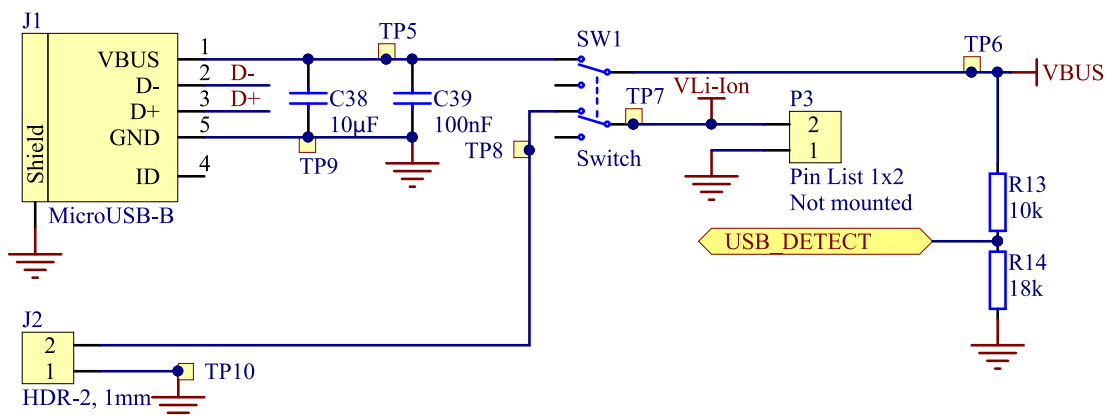 J1
Shield
VBUS
D-
D+
GND
ID
1
2
3
5
4
D-
D+
MicroUSB-B
C38
10µF
C39
100nF
TP5
TP9
TP8
SW1
Switch
TP7
VLi-Ion
P3
2
1
Pin List 1x2
Not mounted
TP6
VBUS
R13
10k
USB_DETECT
R14
18k
J2
2
1
HDR-2, 1mm
TP10